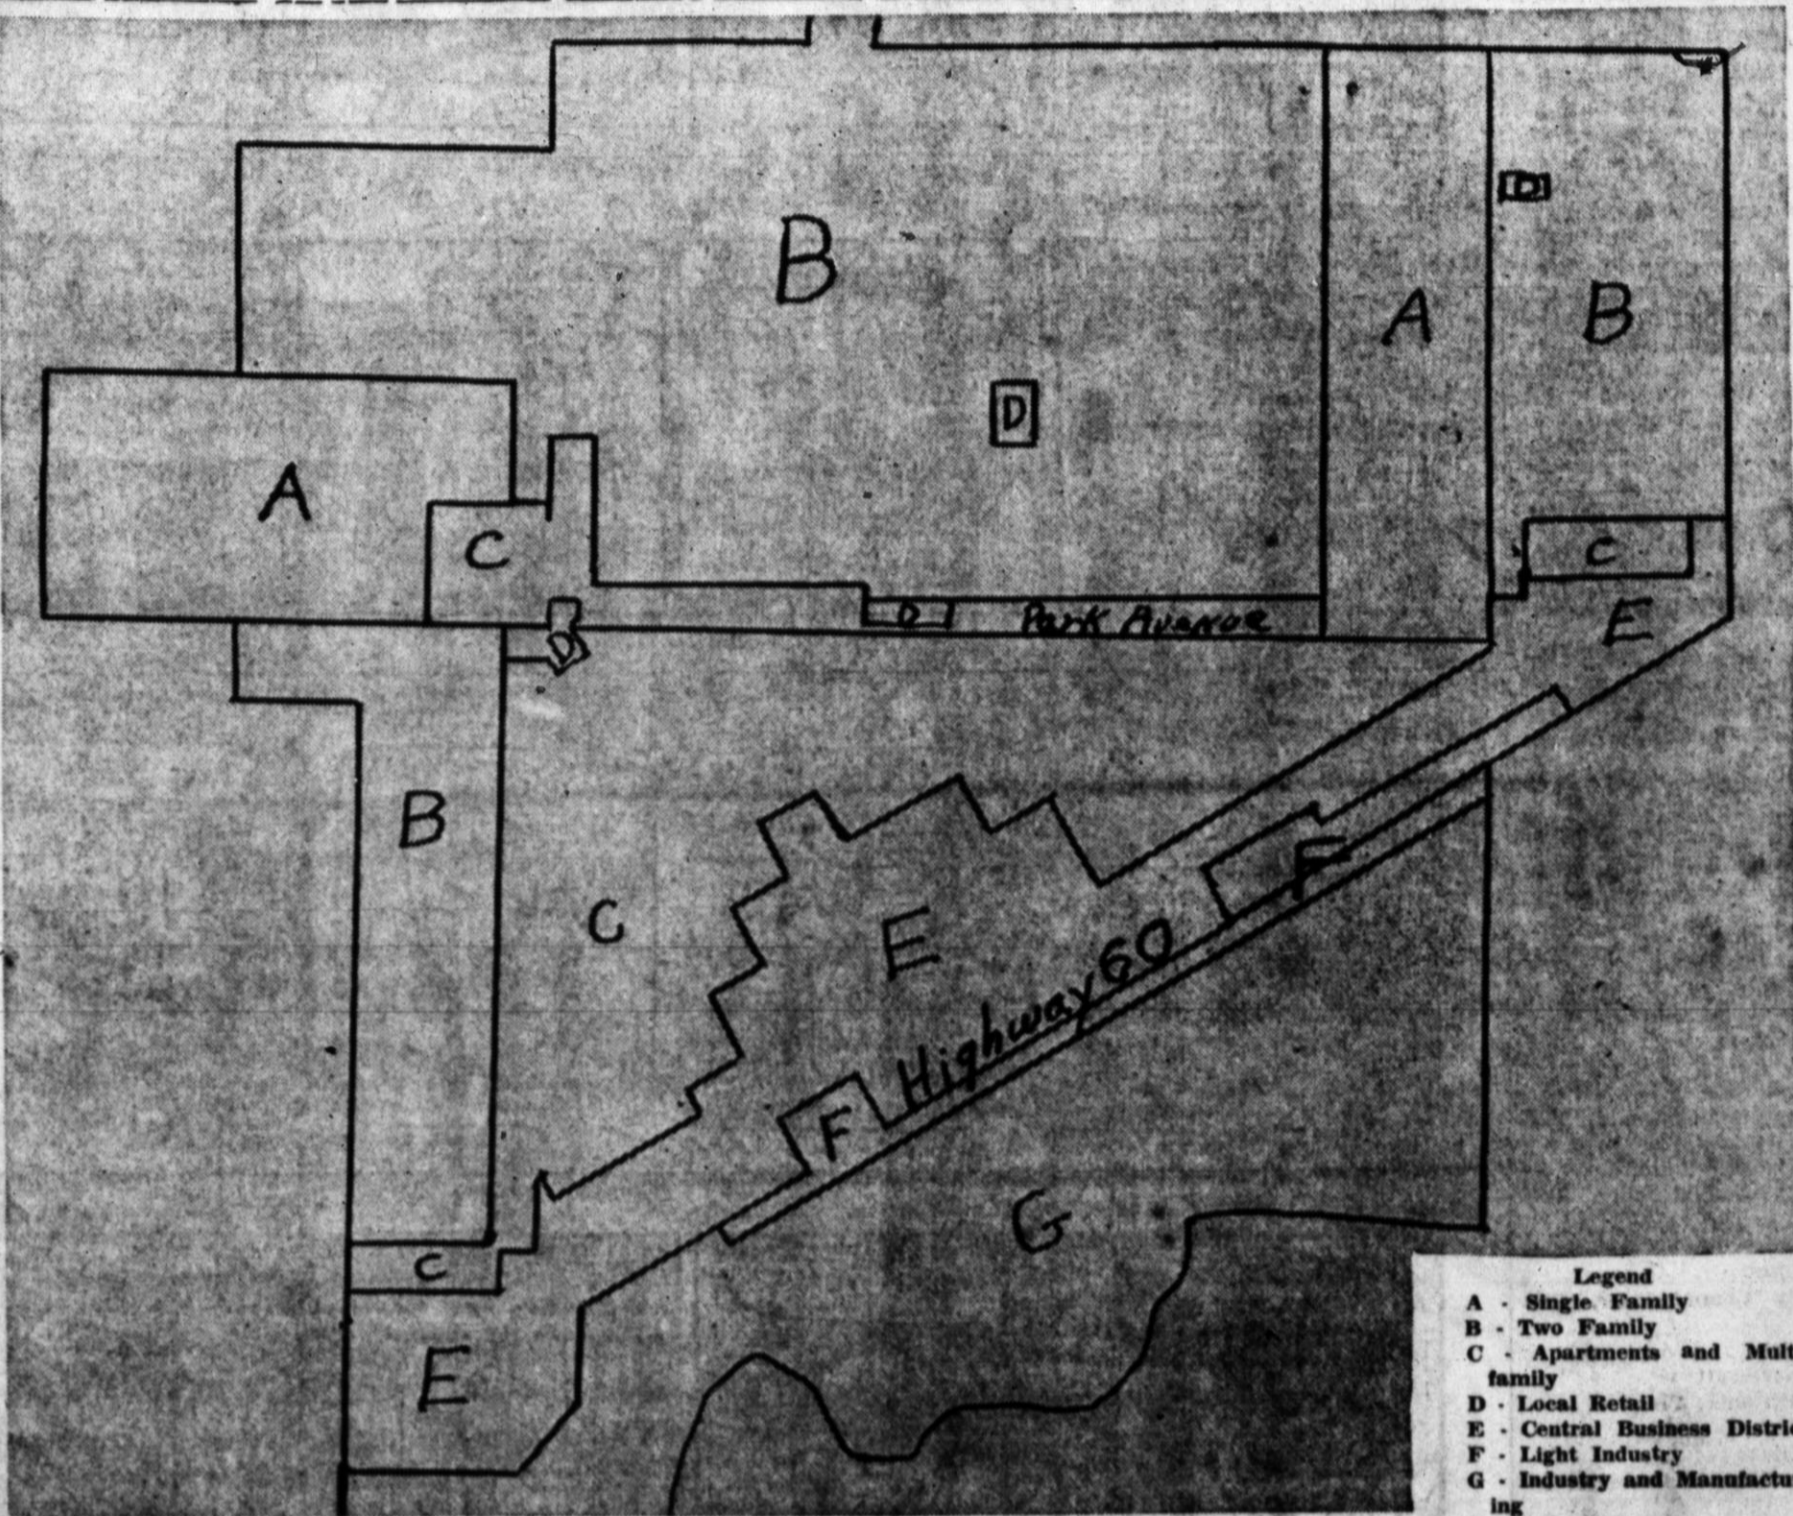 B
D
A
B
A
D
C
C
D
Park Avenue
E
D
B
F
C
E
Highway 60
F
G
C
E
Legend
A - Single Family
B - Two Family
C - Apartments and Mult
family
D - Local Retail
E - Central Business Distri
F - Light Industry
G - Industry and Manufactu
ing